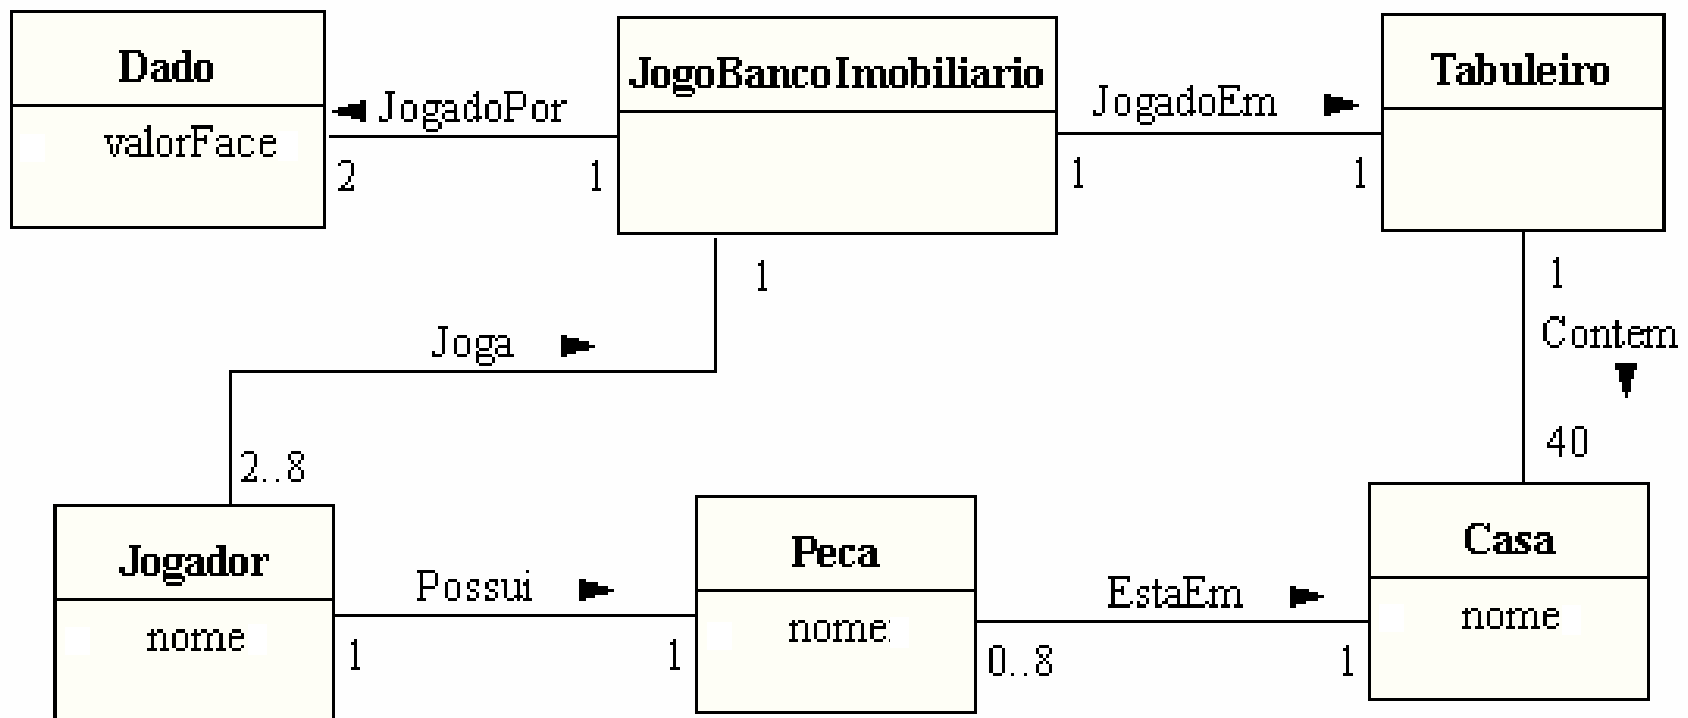 Dado
valorFace
JogadoPor
2
1
JogoBancoImobiliario
JogadoEm
1
1
Tabuleiro
1
Joga
2..8
1
Contem
40
Jogador
nome
Possui
1
1
Peca
nome:
EstaEm
0..8
1
Casa
nome